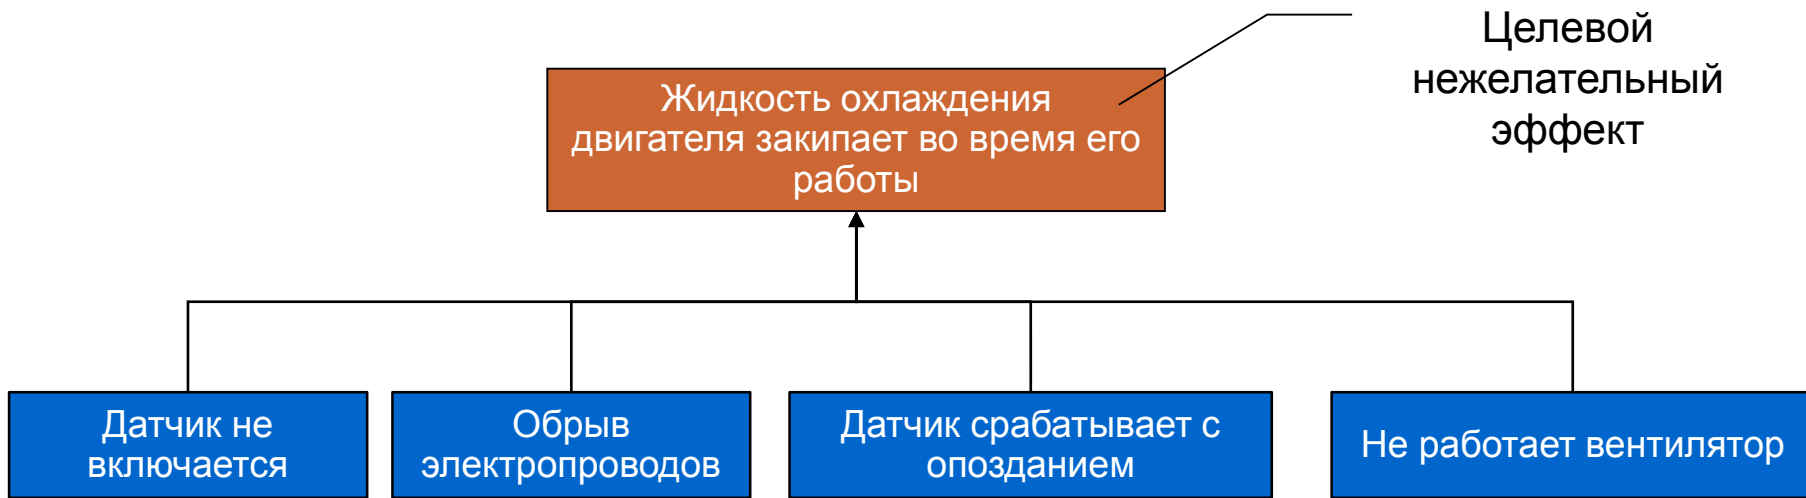 Целевой
нежелательный
эффект
Жидкость охлаждения
двигателя закипает во время его
работы
Датчик не
включается
Обрыв
электропроводов
Датчик срабатывает с
опозданием
Не работает вентилятор